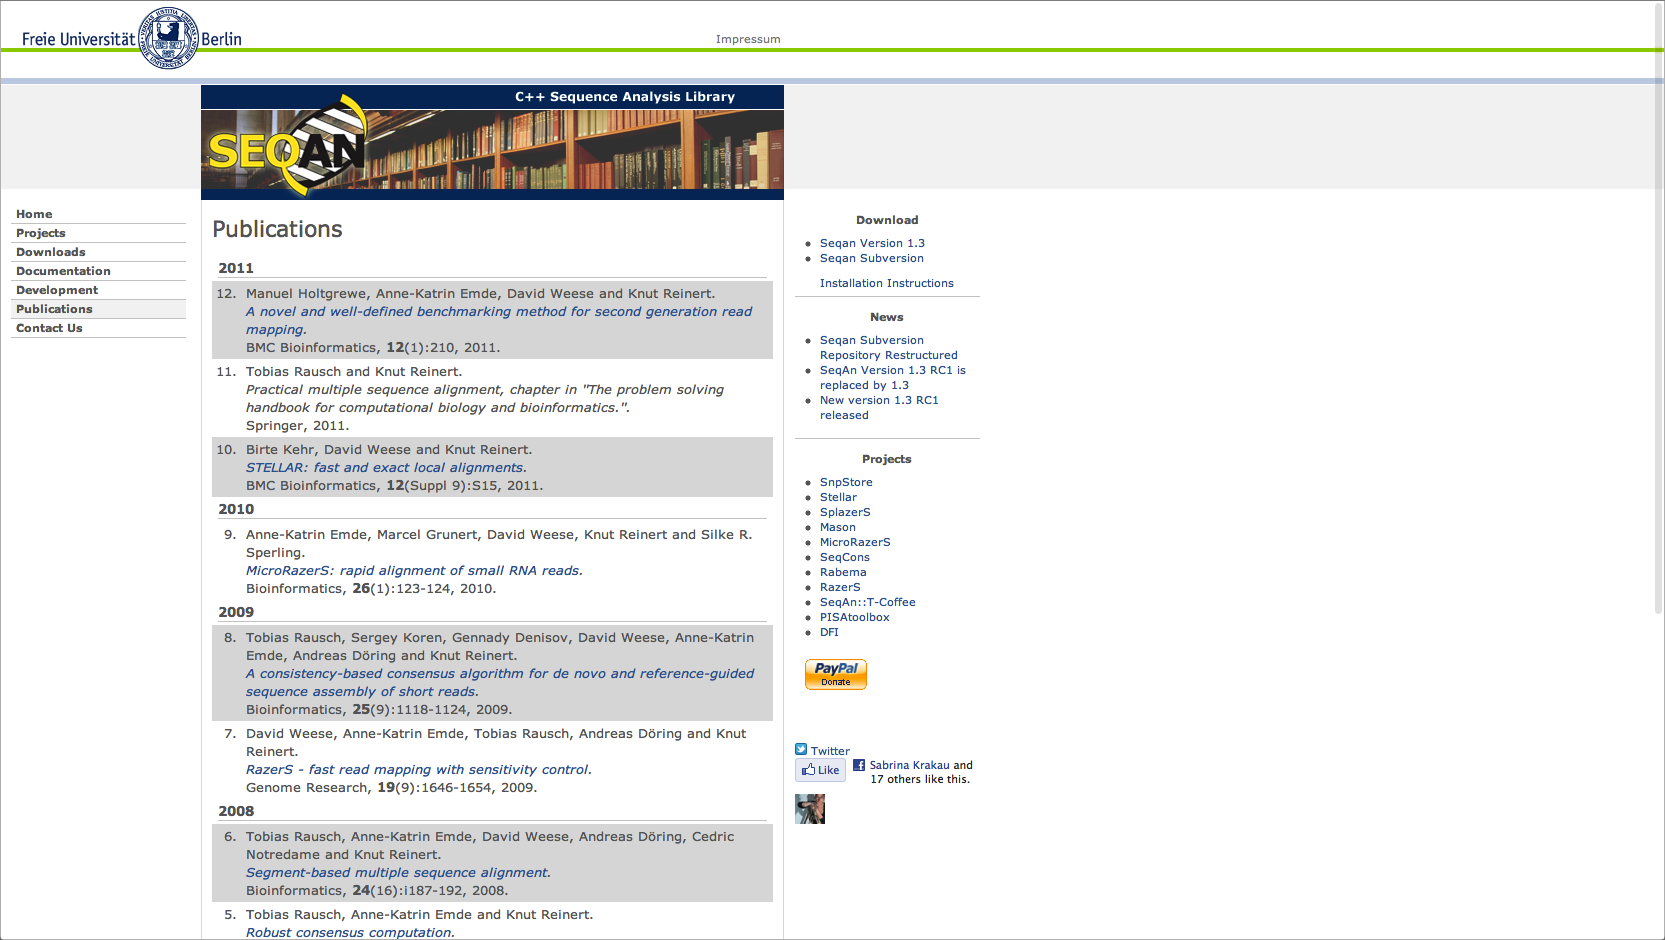 Freie Universität Berlin
Impressum
C++ Sequence Analysis Library
SEQAN
Home
Projects
Downloads
Documentation
Development
Publications
Contact Us
Publications
2011
12. Manuel Holtgrewe, Anne-Katrin Emde, David Weese and Knut Reinert.
A novel and well-defined benchmarking method for second generation read
mapping.
BMC Bioinformatics, 12(1):210, 2011.
11. Tobias Rausch and Knut Reinert.
Practical multiple sequence alignment, chapter in "The problem solving
handbook for computational biology and bioinformatics.".
Springer, 2011.
10. Birte Kehr, David Weese and Knut Reinert.
STELLAR: fast and exact local alignments.
BMC Bioinformatics, 12(Suppl 9):S15, 2011.
2010
9. Anne-Katrin Emde, Marcel Grunert, David Weese, Knut Reinert and Silke R.
Sperling.
MicroRazerS: rapid alignment of small RNA reads.
Bioinformatics, 26(1):123-124, 2010.
2009
8. Tobias Rausch, Sergey Koren, Gennady Denisov, David Weese, Anne-Katrin
Emde, Andreas Döring and Knut Reinert.
A consistency-based consensus algorithm for de novo and reference-guided
sequence assembly of short reads.
Bioinformatics, 25(9):1118-1124, 2009.
7. David Weese, Anne-Katrin Emde, Tobias Rausch, Andreas Döring and Knut
Reinert.
RazerS - fast read mapping with sensitivity control.
Genome Research, 19(9):1646-1654, 2009.
2008
6. Tobias Rausch, Anne-Katrin Emde, David Weese, Andreas Döring, Cedric
Notredame and Knut Reinert.
Segment-based multiple sequence alignment.
Bioinformatics, 24(16):i187-192, 2008.
5. Tobias Rausch, Anne-Katrin Emde and Knut Reinert.
Robust consensus computation.
Download
Seqan Version 1.3
Seqan Subversion
Installation Instructions
News
Seqan Subversion
Repository Restructured
SeqAn Version 1.3 RC1 is
replaced by 1.3
New version 1.3 RC1
released
Projects
SnpStore
Stellar
SplazerS
Mason
MicroRazerS
SeqCons
Rabema
RazerS
SeqAn::T-Coffee
PISAtoolbox
DFI
PayPal
Donate
Twitter
Like
Sabrina Krakau and
17 others like this.